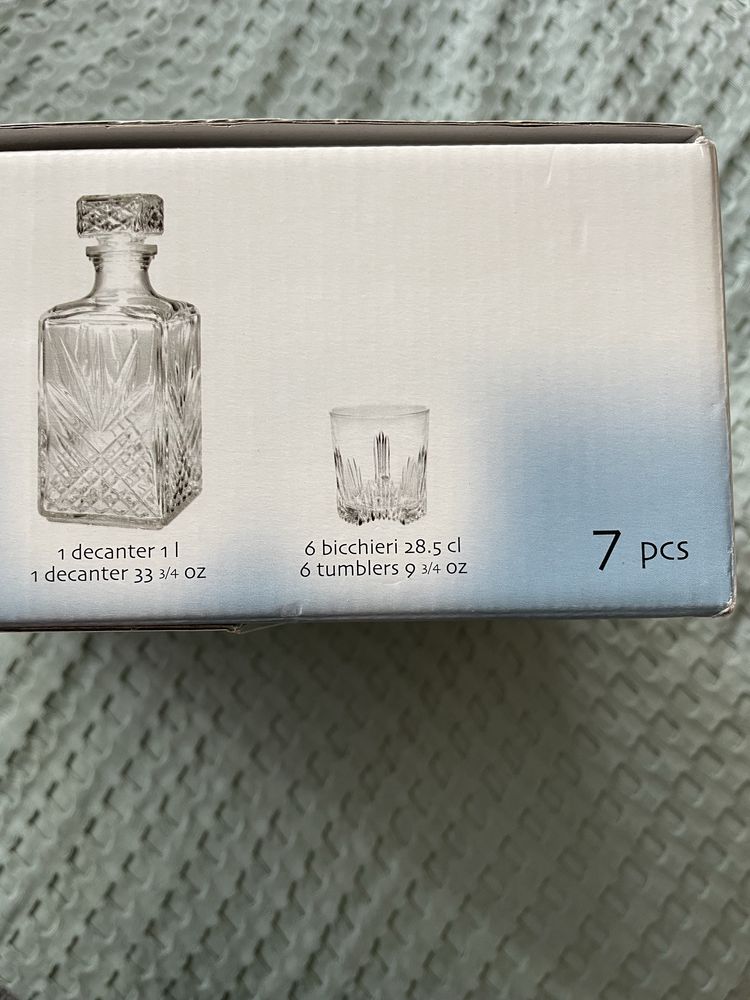 1 decanter 1 l
1 decanter 33 3/4 oz
6 bicchieri 28.5 cl
6 tumblers 9 3/4 oz
7 pcs